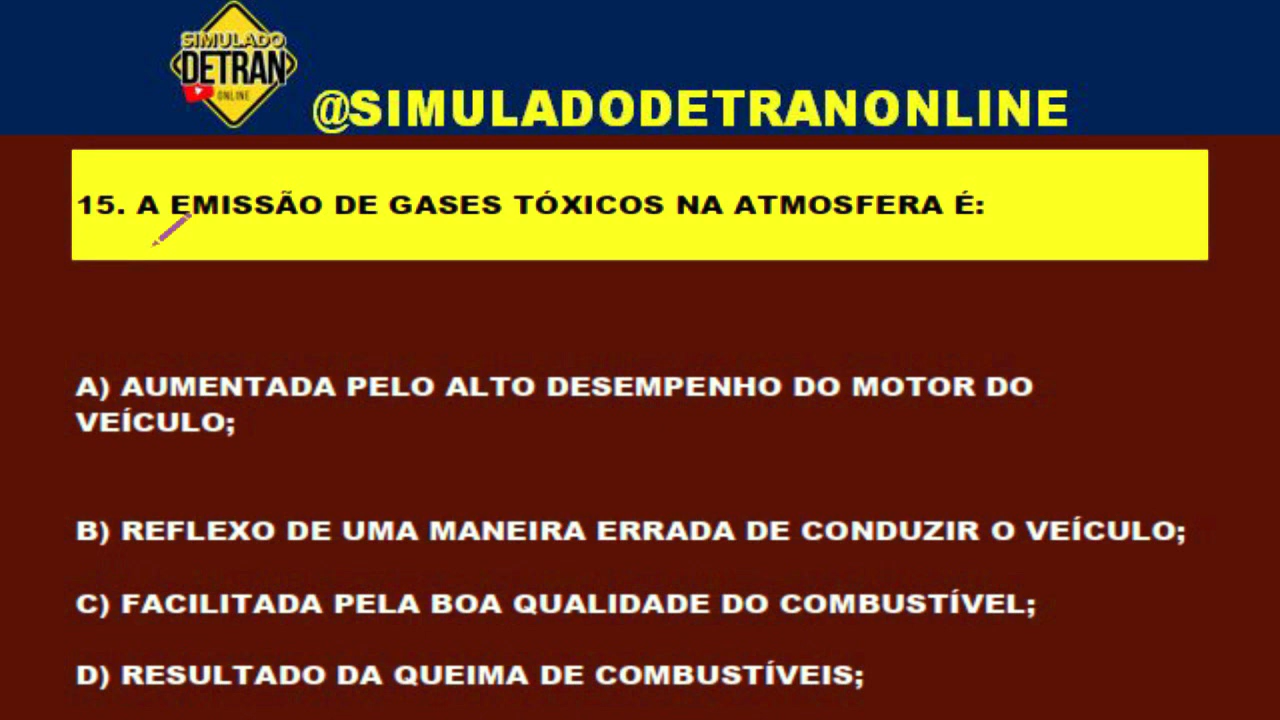 SIMULADO
DETRAN
ONLINE
@SIMULADODETRANONLINE
15. A EMISSÃO DE GASES TÓXICOS NA ATMOSFERA É:
A) AUMENTADA PELO ALTO DESEMPENHO DO MOTOR DO
VEÍCULO;
B) REFLEXO DE UMA MANEIRA ERRADA DE CONDUZIR O VEÍCULO;
C) FACILITADA PELA BOA QUALIDADE DO COMBUSTÍVEL;
D) RESULTADO DA QUEIMA DE COMBUSTÍVEIS;